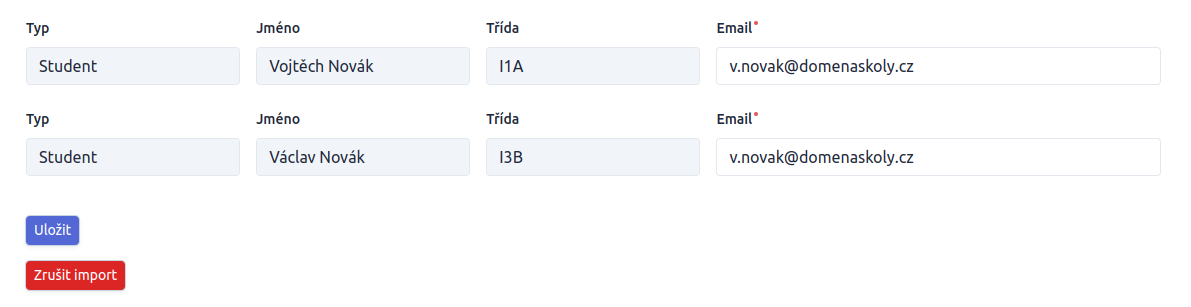 Typ Jméno Třída Email*
Student Vojtěch Novák I1A v.novak@domenaskoly.cz
Typ Jméno Třída Email*
Student Václav Novák I3B v.novak@domenaskoly.cz
Uložit
Zrušit import